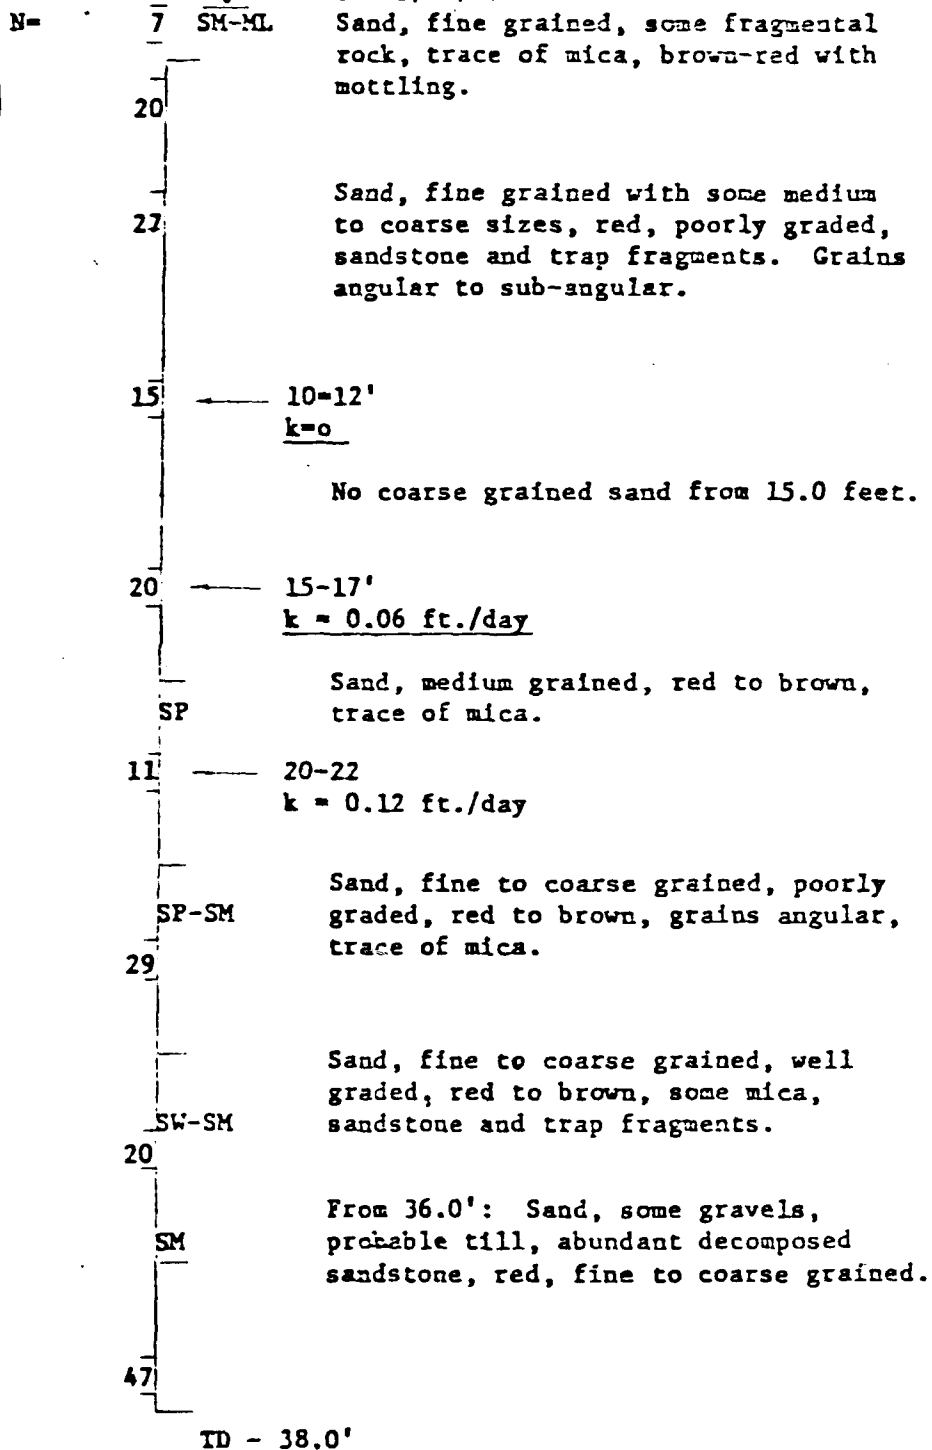 N= 7 SM-ML Sand, fine grained, some fragmental
rock, trace of mica, brown-red with
mottling.
20
Sand, fine grained with some medium
27 to coarse sizes, red, poorly graded,
sandstone and trap fragments. Grains
angular to sub-angular.
15 10-12'
k=o
No coarse grained sand from 15.0 feet.
20 15-17'
k = 0.06 ft./day
Sand, medium grained, red to brown,
SP trace of mica.
11 20-22
k = 0.12 ft./day
Sand, fine to coarse grained, poorly
SP-SM graded, red to brown, grains angular,
trace of mica.
29
Sand, fine to coarse grained, well
graded, red to brown, some mica,
SW-SM sandstone and trap fragments.
20
From 36.0': Sand, some gravels,
SM probable till, abundant decomposed
sandstone, red, fine to coarse grained.
47
TD - 38.0'